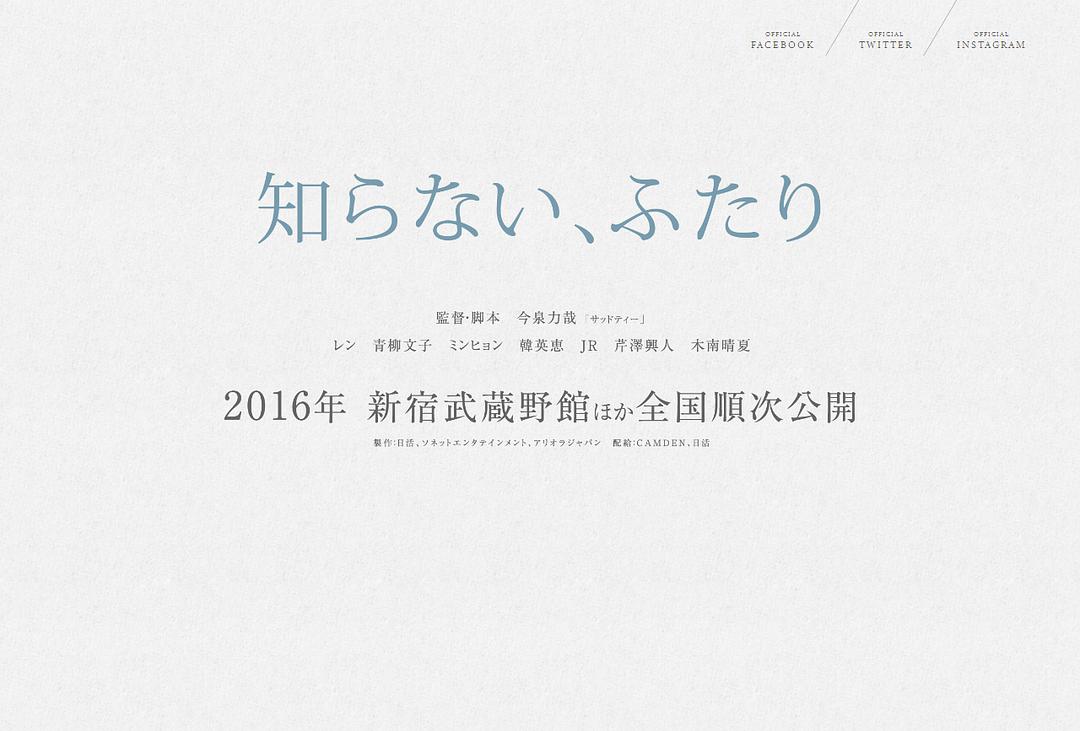 OFFICIAL
FACEBOOK
OFFICIAL
TWITTER
OFFICIAL
INSTAGRAM
知らない、ふたり
監督・脚本　今泉力哉「サッドティー」
レン　青柳文子　ミンヒョン　韓英恵　JR　芹澤興人　木南晴夏
2016年 新宿武蔵野館ほか全国順次公開
製作:日活、ソネットエンタテインメント、アリオラジャパン　配給:CAMDEN、日活